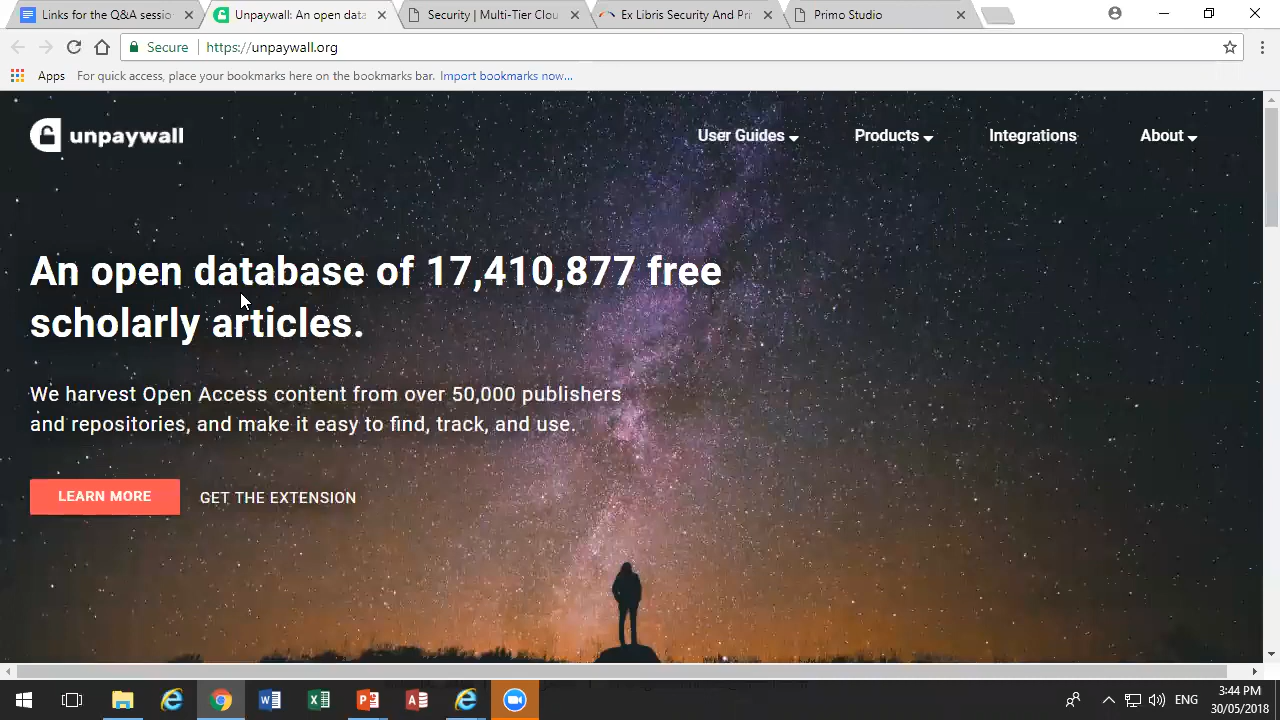 Links for the Q&A sessio
Unpaywall: An open data
Security | Multi-Tier Clou
Ex Libris Security And Pri
Primo Studio
Secure
https://unpaywall.org
Apps
For quick access, place your bookmarks here on the bookmarks bar. Import bookmarks now...
unpaywall
User Guides
Products
Integrations
About
An open database of 17,410,877 free
scholarly articles.
We harvest Open Access content from over 50,000 publishers
and repositories, and make it easy to find, track, and use.
LEARN MORE
GET THE EXTENSION
ENG
3:44 PM
30/05/2018